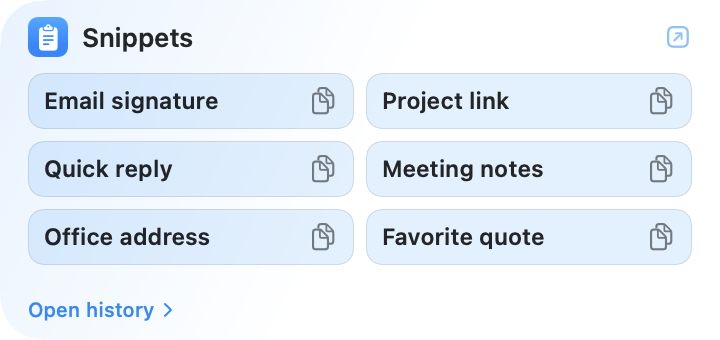 Snippets
Email signature
Project link
Quick reply
Meeting notes
Office address
Favorite quote
Open history